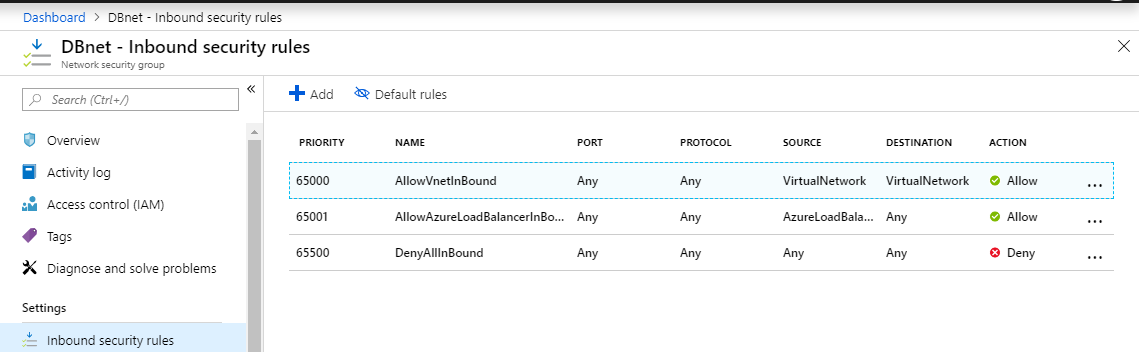 Dashboard > DBnet - Inbound security rules
DBnet - Inbound security rules
Network security group
Search (Ctrl+/)
Overview
Activity log
Access control (IAM)
Tags
Diagnose and solve problems
Settings
Inbound security rules
Add Default rules
PRIORITY NAME PORT PROTOCOL SOURCE DESTINATION ACTION
65000 AllowVnetInBound Any Any VirtualNetwork VirtualNetwork Allow ...
65001 AllowAzureLoadBalancerInBo... Any Any AzureLoadBala... Any Allow ...
65500 DenyAllInBound Any Any Any Any Deny ...